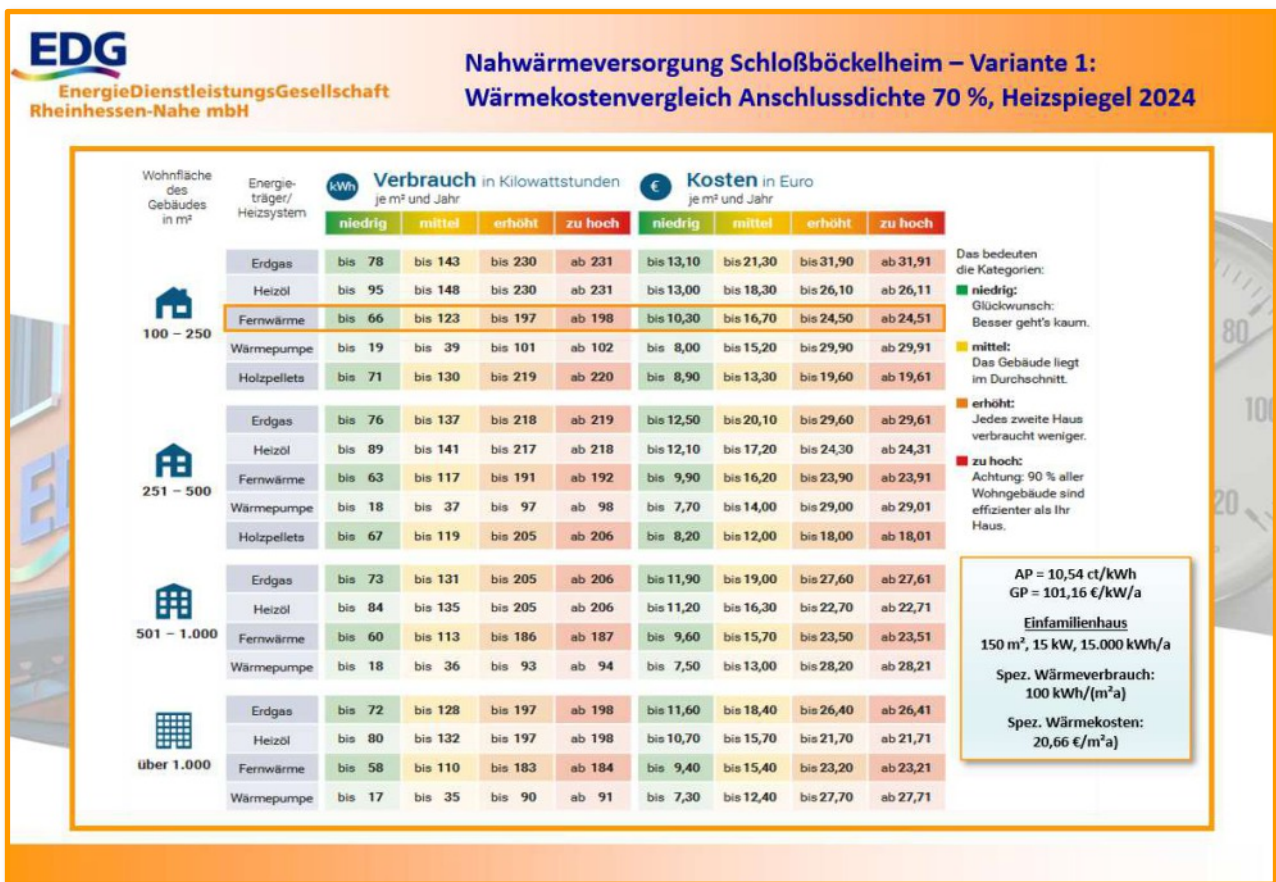 EDG
EnergieDienstleistungsGesellschaft
Rheinhessen-Nahe mbH
Nahwärmeversorgung Schloßböckelheim – Variante 1:
Wärmekostenvergleich Anschlussdichte 70 %, Heizspiegel 2024
Wohnfläche
des
Gebäudes
in m²
Energie-
träger/
Heizsystem
kWh Verbrauch in Kilowattstunden
je m² und Jahr
€ Kosten in Euro
je m² und Jahr
niedrig mittel erhöht zu hoch niedrig mittel erhöht zu hoch
100 – 250
Erdgas bis 78 bis 143 bis 230 ab 231 bis 13,10 bis 21,30 bis 31,90 ab 31,91
Heizöl bis 95 bis 148 bis 230 ab 231 bis 13,00 bis 18,30 bis 26,10 ab 26,11
Fernwärme bis 66 bis 123 bis 197 ab 198 bis 10,30 bis 16,70 bis 24,50 ab 24,51
Wärmepumpe bis 19 bis 39 bis 101 ab 102 bis 8,00 bis 15,20 bis 29,90 ab 29,91
Holzpellets bis 71 bis 130 bis 219 ab 220 bis 8,90 bis 13,30 bis 19,60 ab 19,61
251 – 500
Erdgas bis 76 bis 137 bis 218 ab 219 bis 12,50 bis 20,10 bis 29,60 ab 29,61
Heizöl bis 89 bis 141 bis 217 ab 218 bis 12,10 bis 17,20 bis 24,30 ab 24,31
Fernwärme bis 63 bis 117 bis 191 ab 192 bis 9,90 bis 16,20 bis 23,90 ab 23,91
Wärmepumpe bis 18 bis 37 bis 97 ab 98 bis 7,70 bis 14,00 bis 29,00 ab 29,01
Holzpellets bis 67 bis 119 bis 205 ab 206 bis 8,20 bis 12,00 bis 18,00 ab 18,01
501 – 1.000
Erdgas bis 73 bis 131 bis 205 ab 206 bis 11,90 bis 19,00 bis 27,60 ab 27,61
Heizöl bis 84 bis 135 bis 205 ab 206 bis 11,20 bis 16,30 bis 22,70 ab 22,71
Fernwärme bis 60 bis 113 bis 186 ab 187 bis 9,60 bis 15,70 bis 23,50 ab 23,51
Wärmepumpe bis 18 bis 36 bis 93 ab 94 bis 7,50 bis 13,00 bis 28,20 ab 28,21
über 1.000
Erdgas bis 72 bis 128 bis 197 ab 198 bis 11,60 bis 18,40 bis 26,40 ab 26,41
Heizöl bis 80 bis 132 bis 197 ab 198 bis 10,70 bis 15,70 bis 21,70 ab 21,71
Fernwärme bis 58 bis 110 bis 183 ab 184 bis 9,40 bis 15,40 bis 23,20 ab 23,21
Wärmepumpe bis 17 bis 35 bis 90 ab 91 bis 7,30 bis 12,40 bis 27,70 ab 27,71
Das bedeuten
die Kategorien:
niedrig:
Glückwunsch:
Besser geht's kaum.
mittel:
Das Gebäude liegt
im Durchschnitt.
erhöht:
Jedes zweite Haus
verbraucht weniger.
zu hoch:
Achtung: 90 % aller
Wohngebäude sind
effizienter als Ihr
Haus.
AP = 10,54 ct/kWh
GP = 101,16 €/kW/a
Einfamilienhaus
150 m², 15 kW, 15.000 kWh/a
Spez. Wärmeverbrauch:
100 kWh/(m²a)
Spez. Wärmekosten:
20,66 €/m²a)
80
100